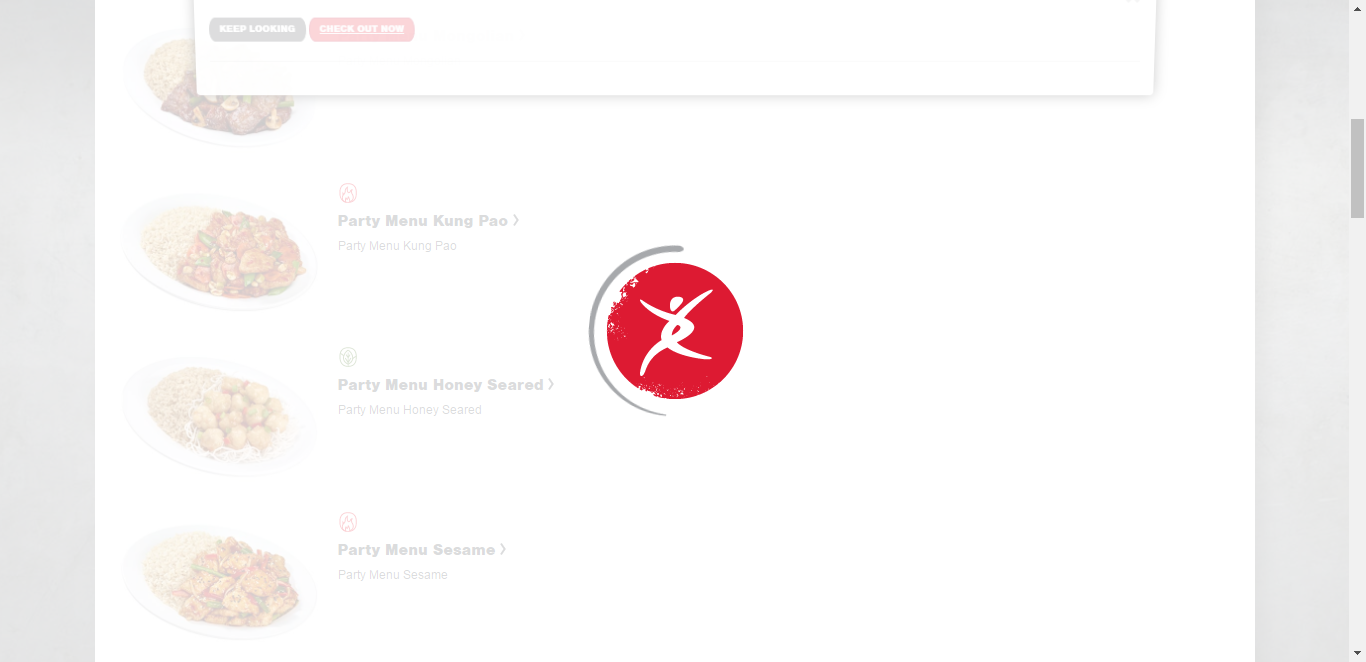 KEEP LOOKING CHECK OUT NOW
Party Menu Kung Pao
Party Menu Kung Pao
Party Menu Honey Seared
Party Menu Honey Seared
Party Menu Sesame
Party Menu Sesame